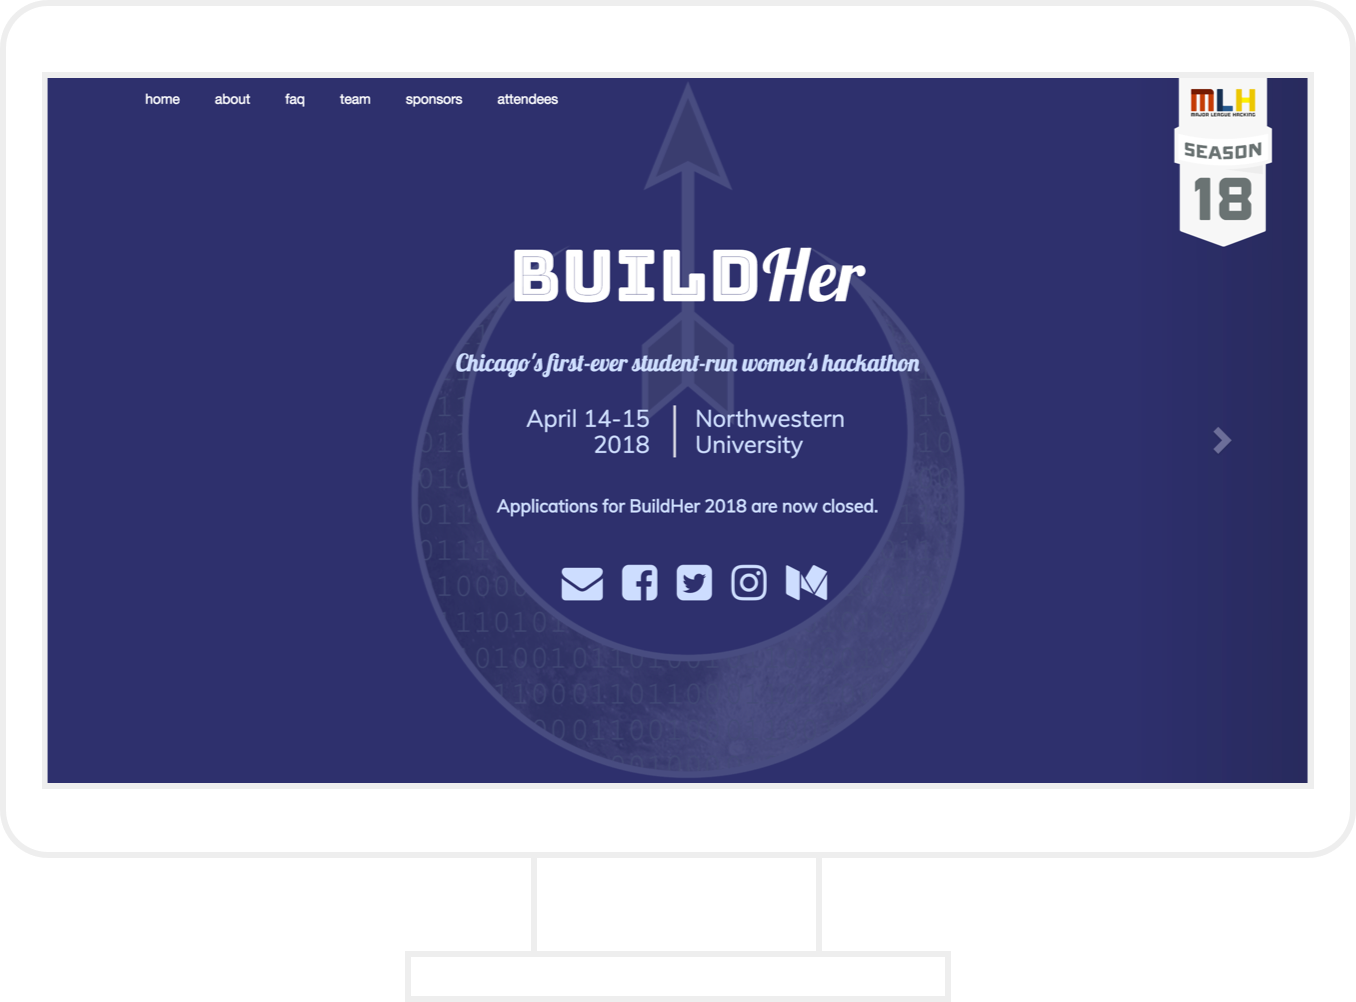 home about faq team sponsors attendees
MLH
MAJOR LEAGUE HACKING
SEASON
18
BUILDHer
Chicago's first-ever student-run women's hackathon
April 14-15
2018
Northwestern
University
Applications for BuildHer 2018 are now closed.